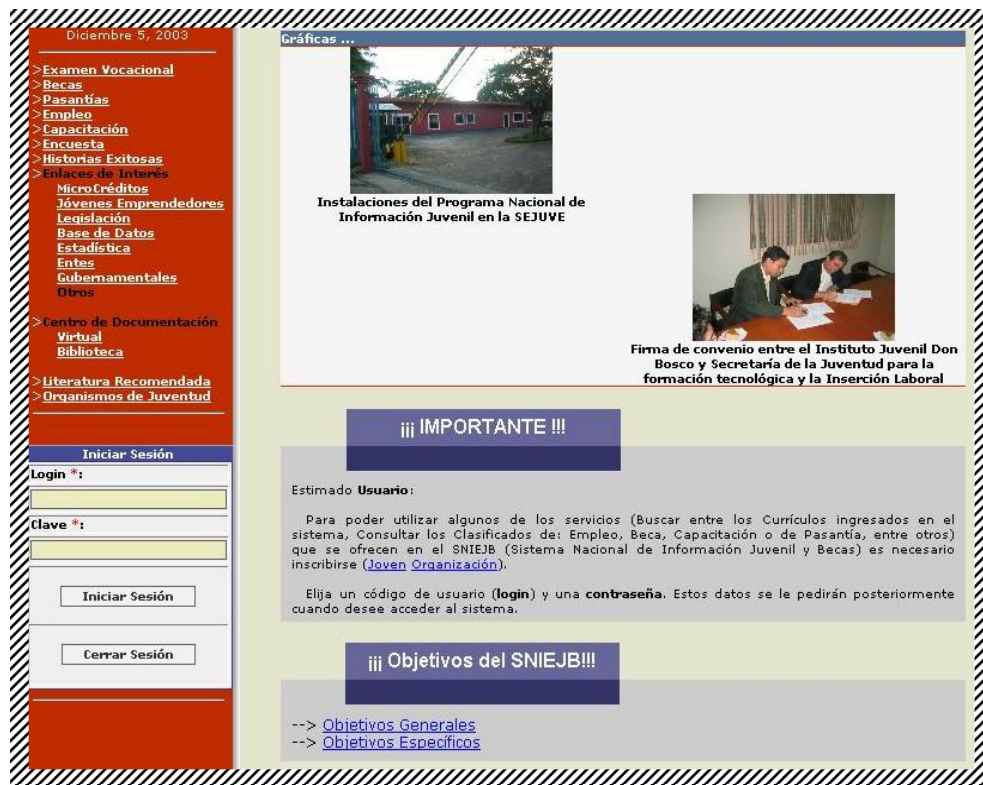 Diciembre 5, 2003
>Examen Vocacional
>Becas
>Pasantías
>Empleo
>Capacitación
>Encuesta
>Historias Exitosas
>Enlaces de Interés
MicroCréditos
Jóvenes Emprendedores
Legislación
Base de Datos
Estadística
Entes
Gubernamentales
Otros
>Centro de Documentación
Virtual
Biblioteca
>Literatura Recomendada
>Organismos de Juventud
Iniciar Sesión
Login *:
Clave *:
Iniciar Sesión
Cerrar Sesión
Gráficas ...
Instalaciones del Programa Nacional de
Información Juvenil en la SEJUVE
Firma de convenio entre el Instituto Juvenil Don
Bosco y Secretaría de la Juventud para la
formación tecnológica y la Inserción Laboral
¡¡¡ IMPORTANTE !!!
Estimado Usuario:
Para poder utilizar algunos de los servicios (Buscar entre los Currículos ingresados en el
sistema, Consultar los Clasificados de: Empleo, Beca, Capacitación o de Pasantía, entre otros)
que se ofrecen en el SNIEJB (Sistema Nacional de Información Juvenil y Becas) es necesario
inscribirse (Joven Organización).
Elija un código de usuario (login) y una contraseña. Estos datos se le pedirán posteriormente
cuando desee acceder al sistema.
¡¡¡ Objetivos del SNIEJB!!!
--> Objetivos Generales
--> Objetivos Específicos